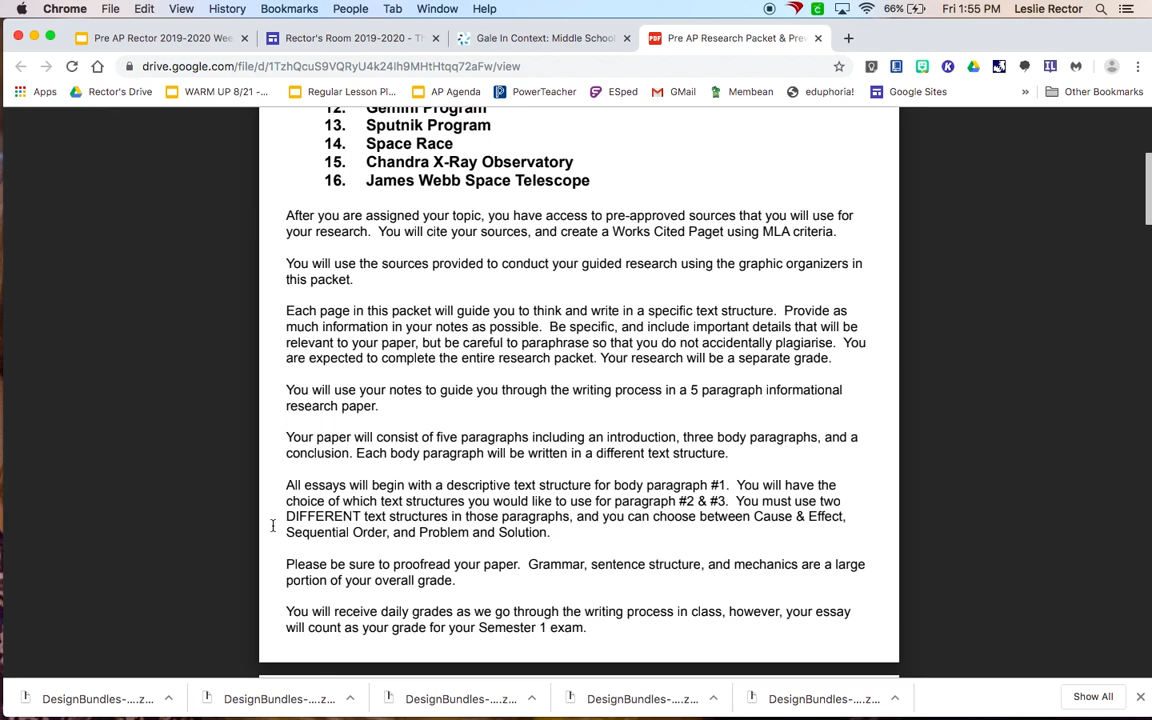 Chrome File Edit View History Bookmarks People Tab Window Help 66% Fri 1:55 PM Leslie Rector
Pre AP Rector 2019-2020 Wee Rector's Room 2019-2020 - Th Gale In Context: Middle School PDF Pre AP Research Packet & Prev
drive.google.com/file/d/1TzhQcuS9VQRyU4k24lh9MHtHtqq72aFw/view
Apps Rector's Drive WARM UP 8/21 -... Regular Lesson Pl... AP Agenda PowerTeacher ESped GMail Membean eduphoria! Google Sites » Other Bookmarks
12. Gemini Program
13. Sputnik Program
14. Space Race
15. Chandra X-Ray Observatory
16. James Webb Space Telescope
After you are assigned your topic, you have access to pre-approved sources that you will use for
your research. You will cite your sources, and create a Works Cited Paget using MLA criteria.
You will use the sources provided to conduct your guided research using the graphic organizers in
this packet.
Each page in this packet will guide you to think and write in a specific text structure. Provide as
much information in your notes as possible. Be specific, and include important details that will be
relevant to your paper, but be careful to paraphrase so that you do not accidentally plagiarise. You
are expected to complete the entire research packet. Your research will be a separate grade.
You will use your notes to guide you through the writing process in a 5 paragraph informational
research paper.
Your paper will consist of five paragraphs including an introduction, three body paragraphs, and a
conclusion. Each body paragraph will be written in a different text structure.
All essays will begin with a descriptive text structure for body paragraph #1. You will have the
choice of which text structures you would like to use for paragraph #2 & #3. You must use two
DIFFERENT text structures in those paragraphs, and you can choose between Cause & Effect,
Sequential Order, and Problem and Solution.
Please be sure to proofread your paper. Grammar, sentence structure, and mechanics are a large
portion of your overall grade.
You will receive daily grades as we go through the writing process in class, however, your essay
will count as your grade for your Semester 1 exam.
DesignBundles-....z DesignBundles-....z DesignBundles-....z DesignBundles-....z DesignBundles-....z Show All